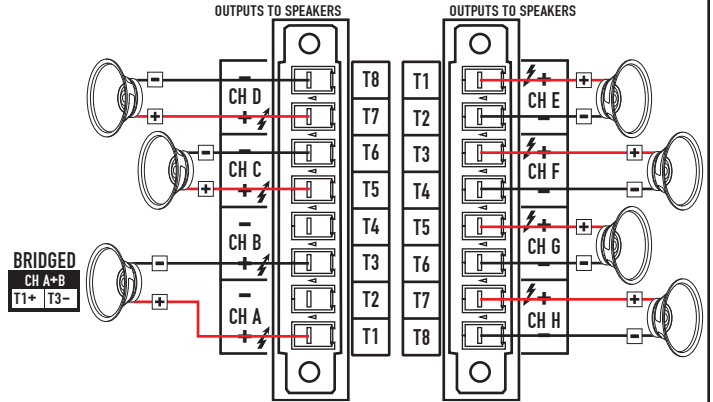 OUTPUTS TO SPEAKERS
OUTPUTS TO SPEAKERS
−
CH D
+
−
CH C
+
−
CH B
+
−
CH A
+
T8
T7
T6
T5
T4
T3
T2
T1
T1
T2
T3
T4
T5
T6
T7
T8
+
CH E
−
+
CH F
−
+
CH G
−
+
CH H
−
−
+
−
+
−
+
+
−
+
−
+
−
+
−
BRIDGED
CH A+B
T1+ T3−